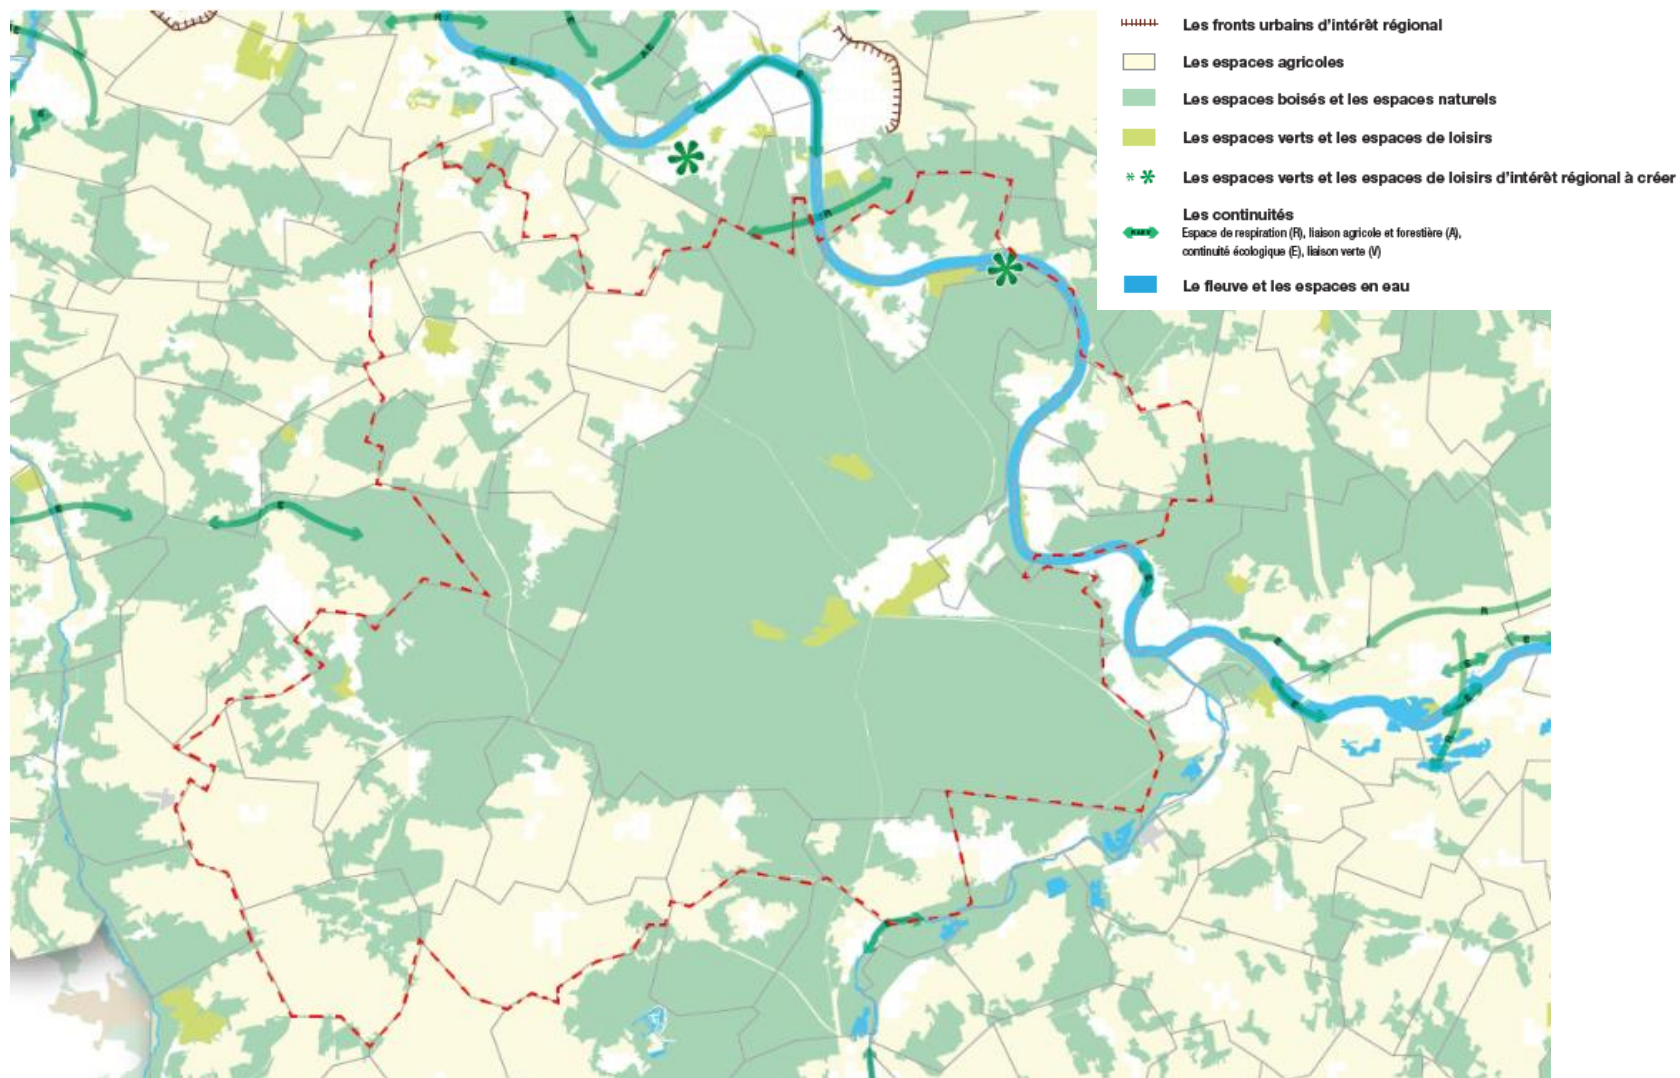 Les fronts urbains d'intérêt régional
Les espaces agricoles
Les espaces boisés et les espaces naturels
Les espaces verts et les espaces de loisirs
Les espaces verts et les espaces de loisirs d'intérêt régional à créer
Les continuités
Espace de respiration (R), liaison agricole et forestière (A),
continuité écologique (E), liaison verte (V)
Le fleuve et les espaces en eau